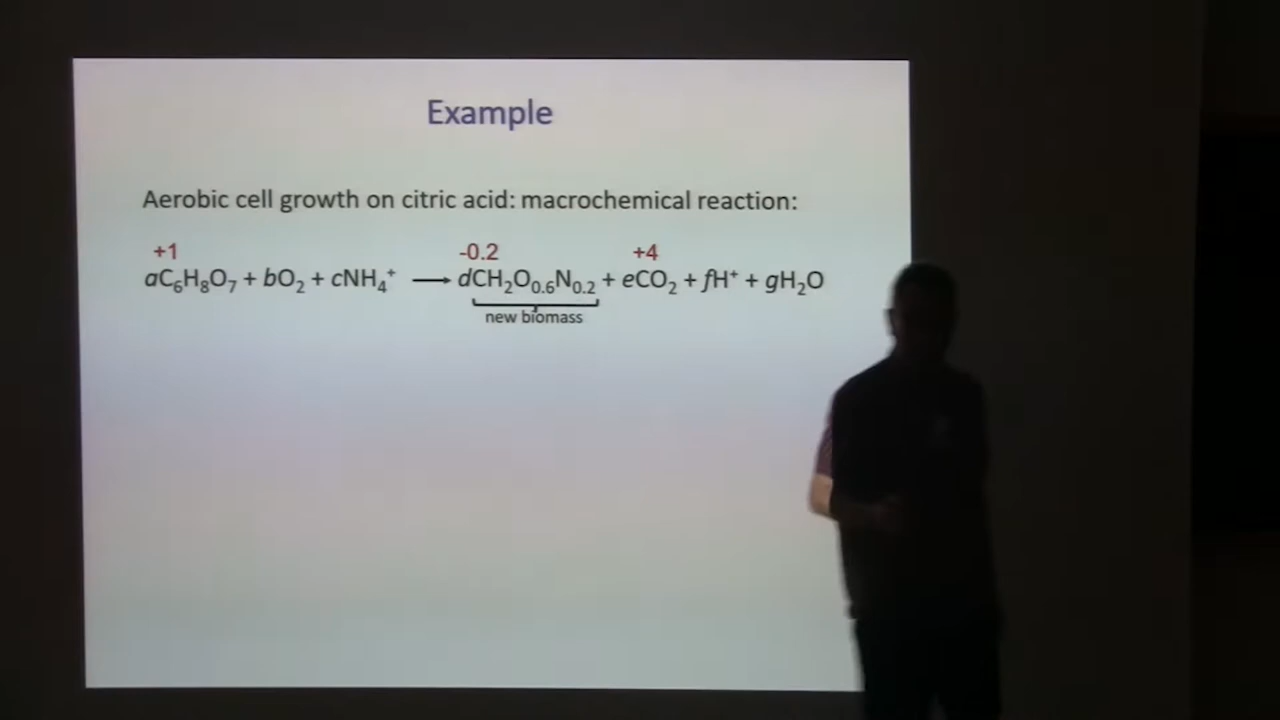 Example
Aerobic cell growth on citric acid: macrochemical reaction:
+1 -0.2 +4
aC₆H₈O₇ + bO₂ + cNH₄⁺ ⟶ dCH₂O₀.₆N₀.₂ + eCO₂ + fH⁺ + gH₂O
new biomass